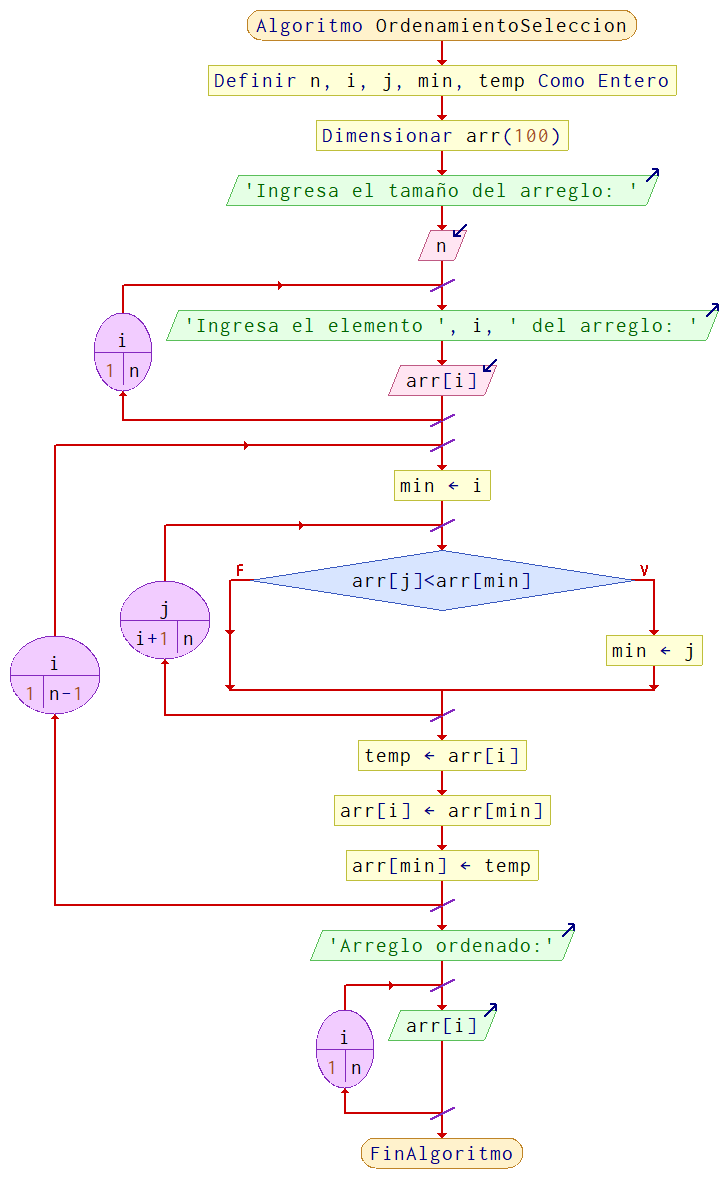 Algoritmo OrdenamientoSeleccion
Definir n, i, j, min, temp Como Entero
Dimensionar arr(100)
'Ingresa el tamaño del arreglo: '
n
i
1 n
'Ingresa el elemento ', i, ' del arreglo: '
arr[i]
min ← i
j
i+1 n
F
arr[j]<arr[min]
V
min ← j
i
1 n-1
temp ← arr[i]
arr[i] ← arr[min]
arr[min] ← temp
'Arreglo ordenado:'
i
1 n
arr[i]
FinAlgoritmo